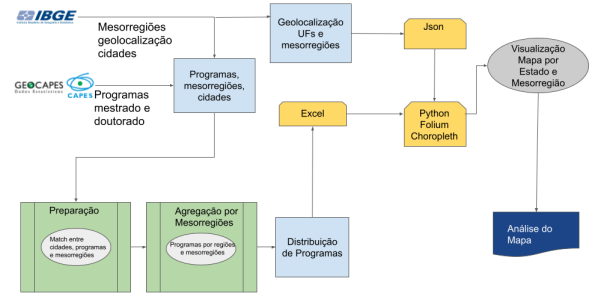 IBGE
Mesorregiões
geolocalização
cidades
GEOCAPES
Dados Estatísticos
CAPES
Programas
mestrado e
doutorado
Programas,
mesorregiões,
cidades
Geolocalização
UFs e
mesorregiões
Json
Excel
Python
Folium
Choropleth
Visualização
Mapa por
Estado e
Mesorregião
Preparação
Match entre
cidades, programas
e mesorregiões
Agregação por
Mesorregiões
Programas por regiões
e mesorregiões
Distribuição
de Programas
Análise do
Mapa